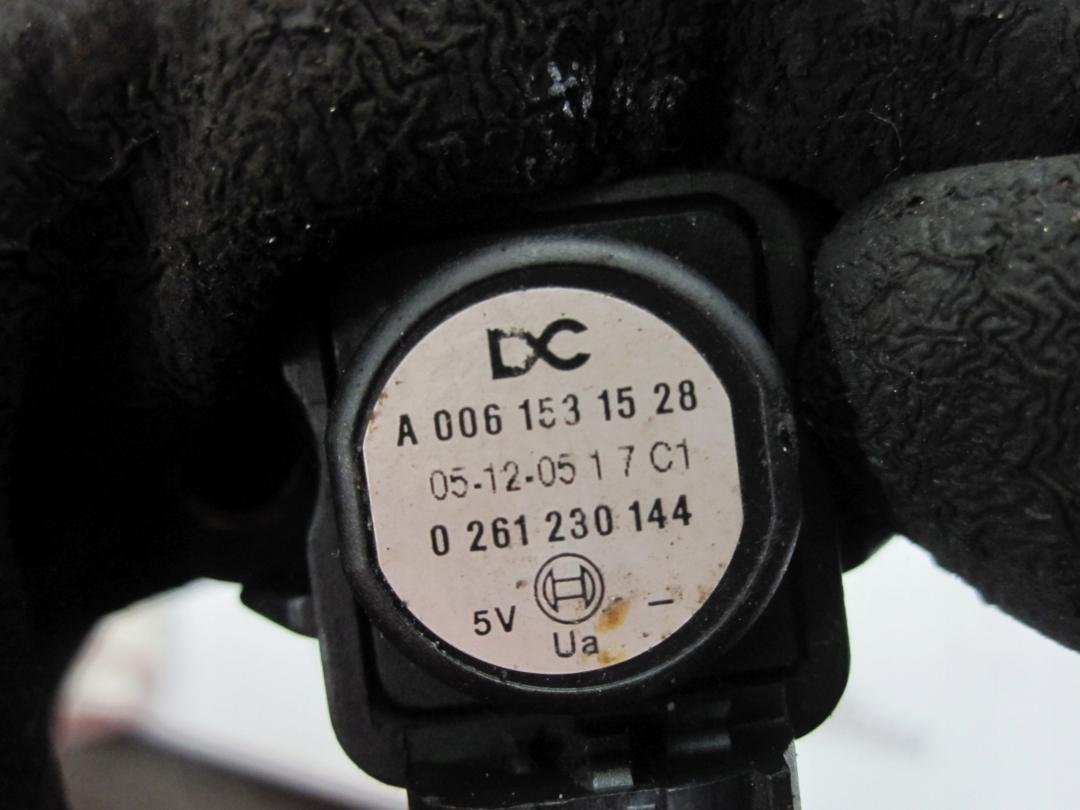 DC
A 006 153 15 28
05-12-05 1 7 C1
0 261 230 144
5V Ua -